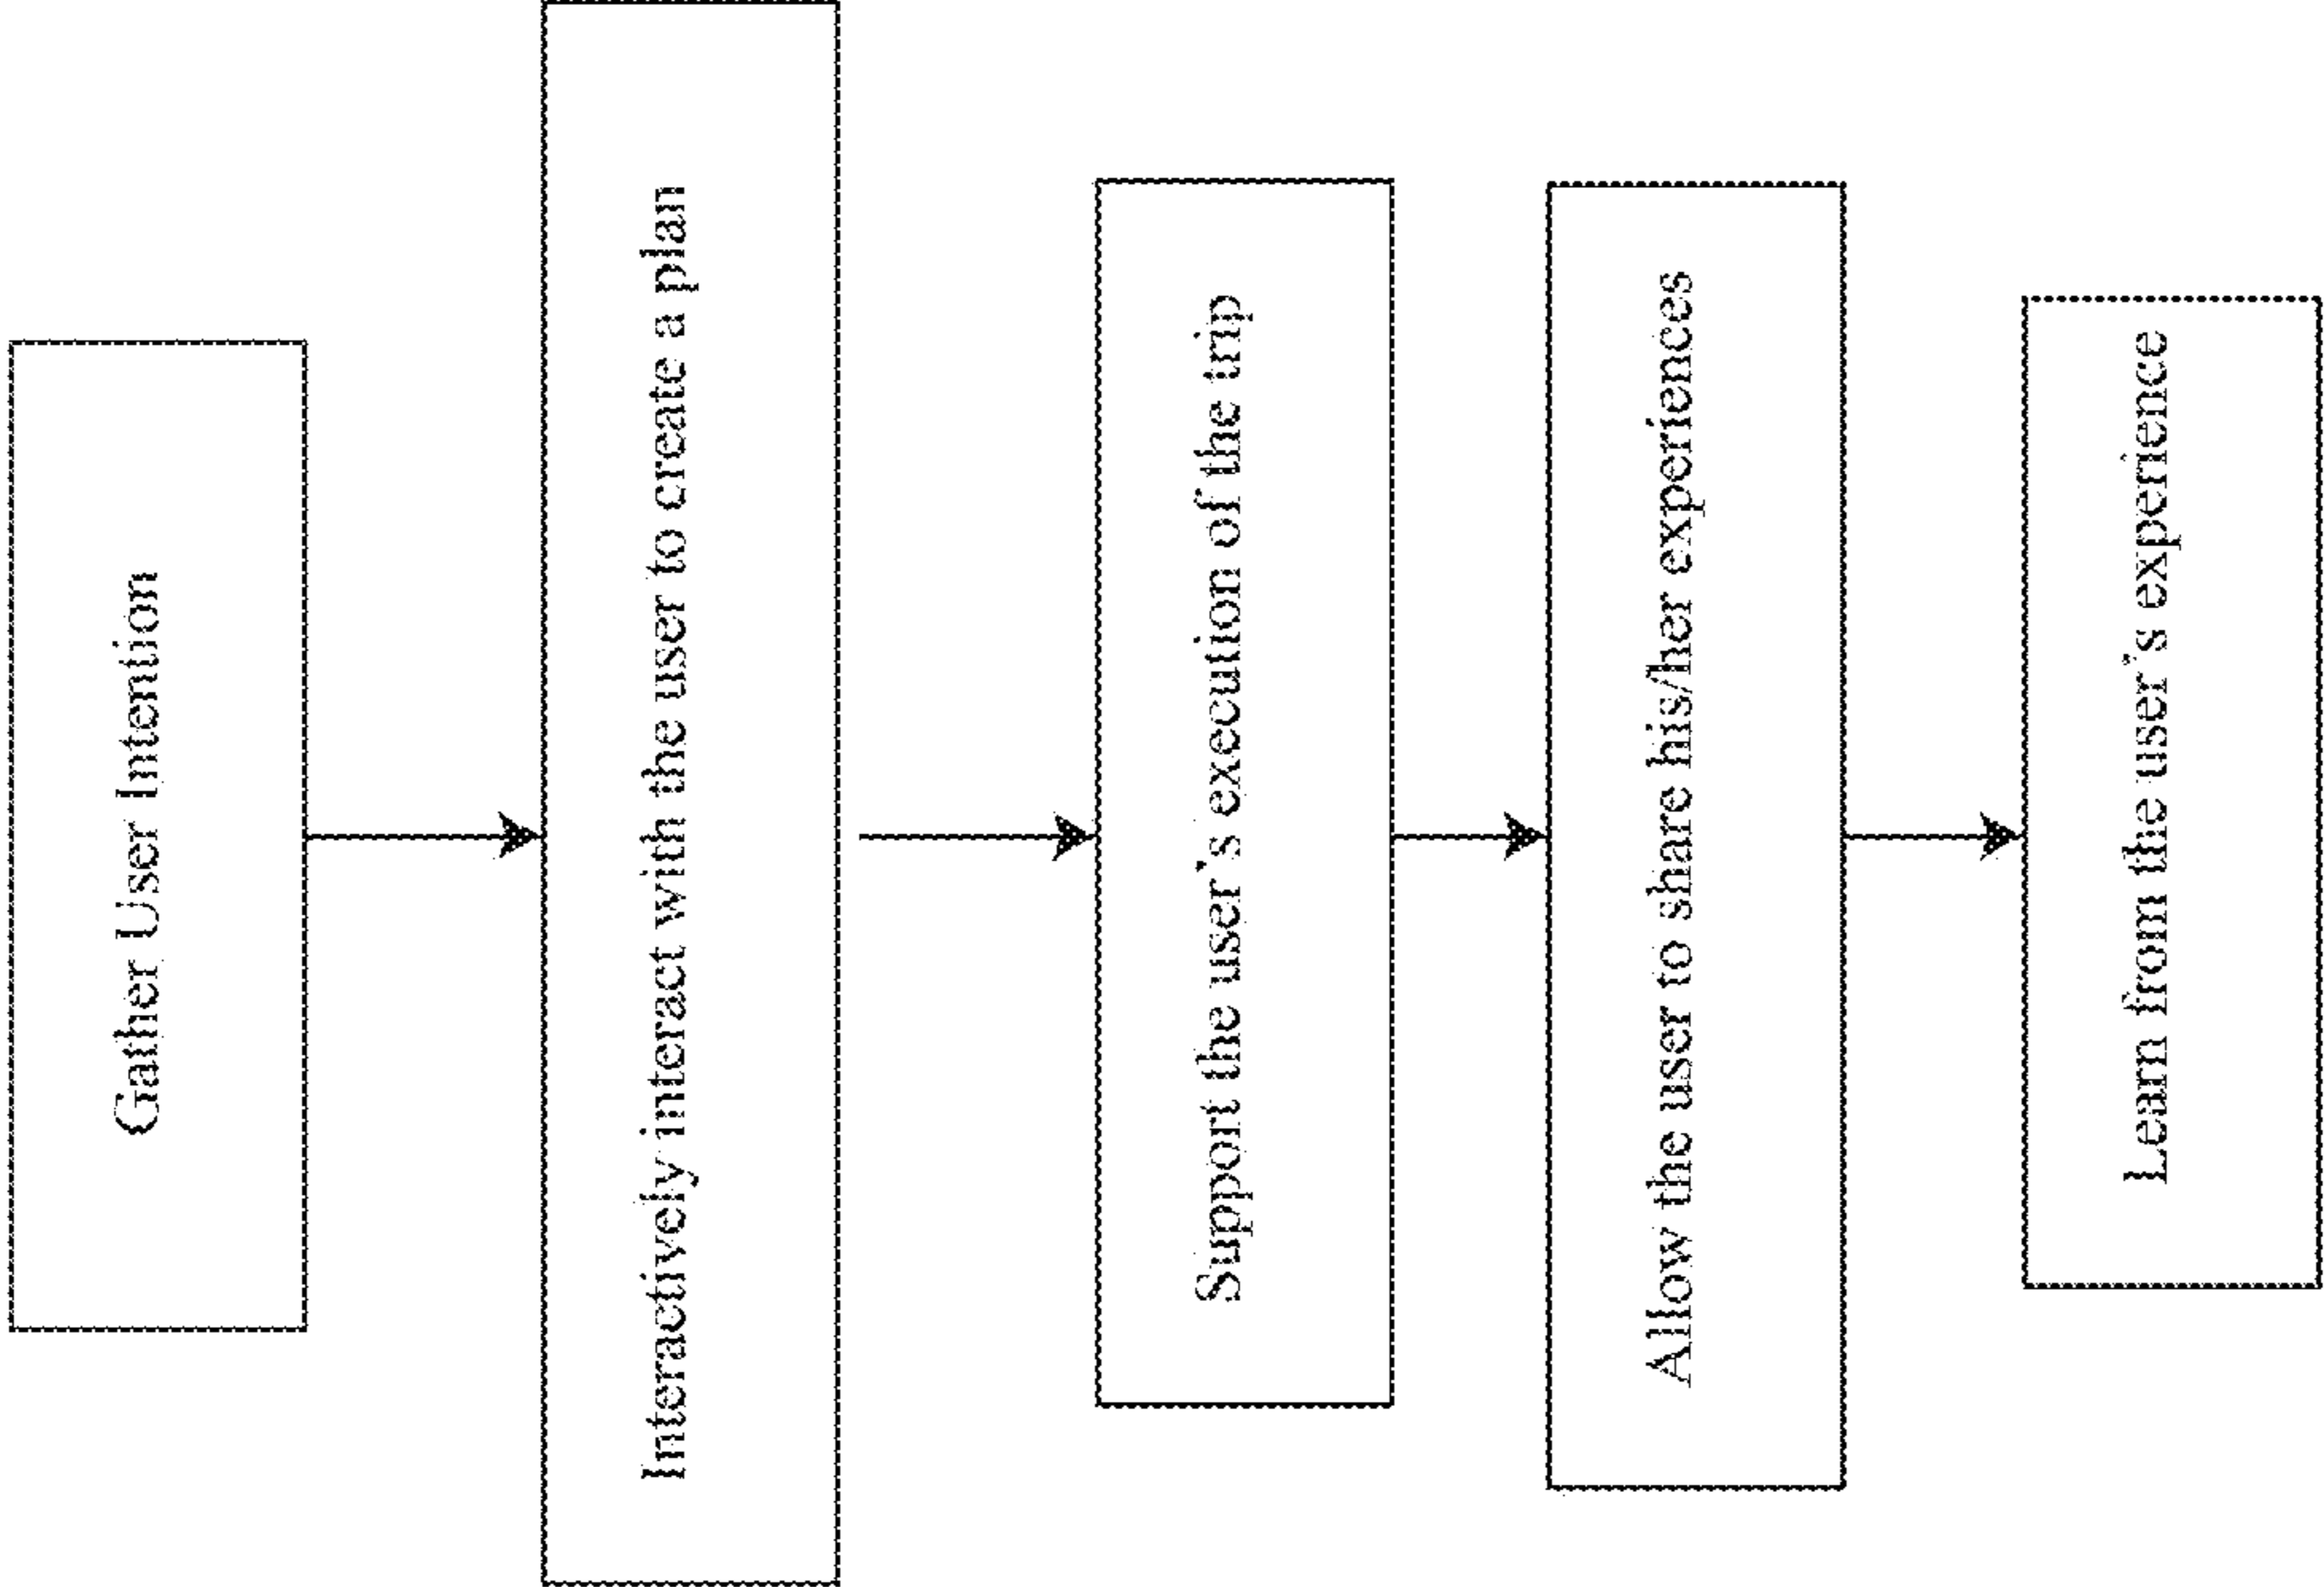 Gather User Intention
Interactively interact with the user to create a plan
Support the user's execution of the trip
Allow the user to share his/her experiences
Learn from the user's experience